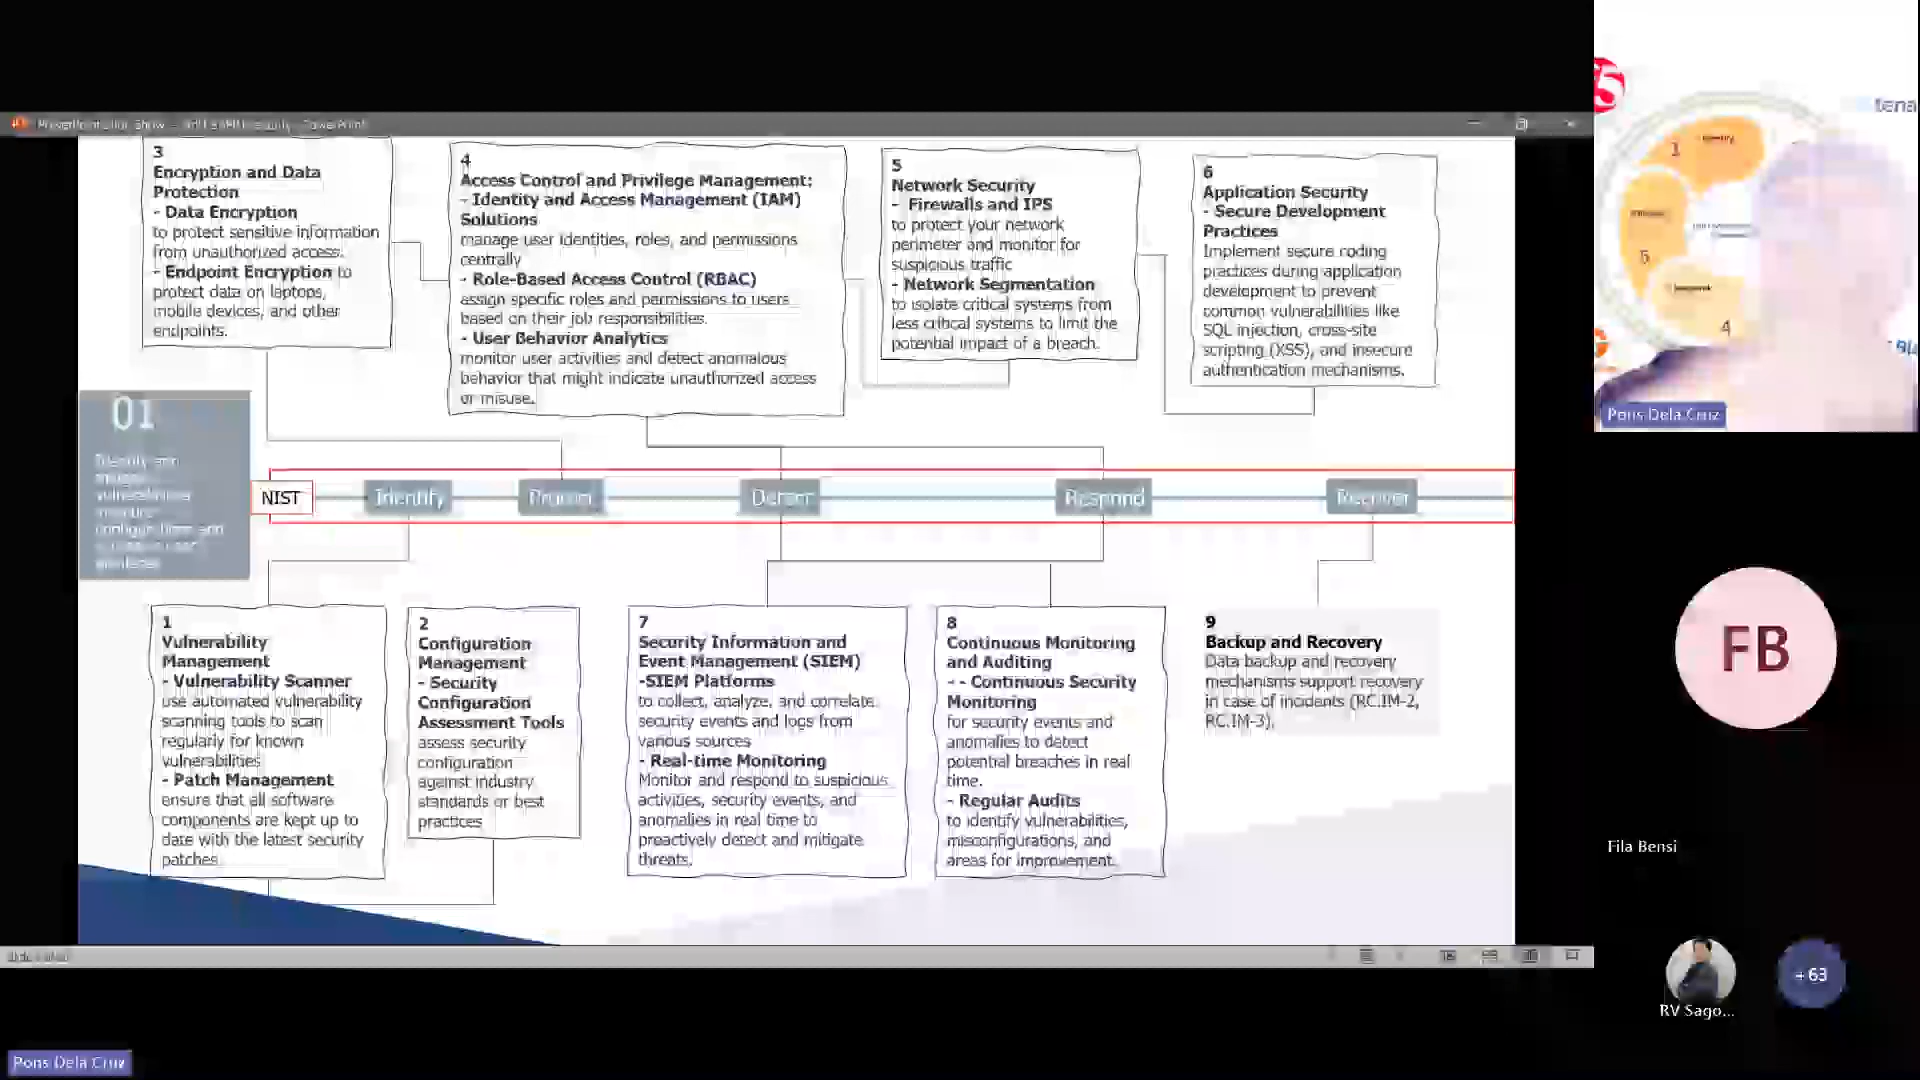 3
Encryption and Data
Protection
- Data Encryption
to protect sensitive information
from unauthorized access.
- Endpoint Encryption to
protect data on laptops,
mobile devices, and other
endpoints.
4
Access Control and Privilege Management:
- Identity and Access Management (IAM)
Solutions
manage user identities, roles, and permissions
centrally
- Role-Based Access Control (RBAC)
assign specific roles and permissions to users
based on their job responsibilities.
- User Behavior Analytics
monitor user activities and detect anomalous
behavior that might indicate unauthorized access
or misuse.
5
Network Security
- Firewalls and IPS
to protect your network
perimeter and monitor for
suspicious traffic
- Network Segmentation
to isolate critical systems from
less critical systems to limit the
potential impact of a breach.
6
Application Security
- Secure Development
Practices
Implement secure coding
practices during application
development to prevent
common vulnerabilities like
SQL injection, cross-site
scripting (XSS), and insecure
authentication mechanisms.
01
NIST
Identify
Protect
Detect
Respond
Recover
1
Vulnerability
Management
- Vulnerability Scanner
use automated vulnerability
scanning tools to scan
regularly for known
vulnerabilities
- Patch Management
ensure that all software
components are kept up to
date with the latest security
patches
2
Configuration
Management
- Security
Configuration
Assessment Tools
assess security
configuration
against industry
standards or best
practices
7
Security Information and
Event Management (SIEM)
-SIEM Platforms
to collect, analyze, and correlate
security events and logs from
various sources
- Real-time Monitoring
Monitor and respond to suspicious
activities, security events, and
anomalies in real time to
proactively detect and mitigate
threats.
8
Continuous Monitoring
and Auditing
- - Continuous Security
Monitoring
for security events and
anomalies to detect
potential breaches in real
time.
- Regular Audits
to identify vulnerabilities,
misconfigurations, and
areas for improvement.
9
Backup and Recovery
Data backup and recovery
mechanisms support recovery
in case of incidents (RC.IM-2,
RC.IM-3).
tena
1
5
4
Pons Dela Cruz
FB
Fila Bensi
RV Sago...
+63
Pons Dela Cruz